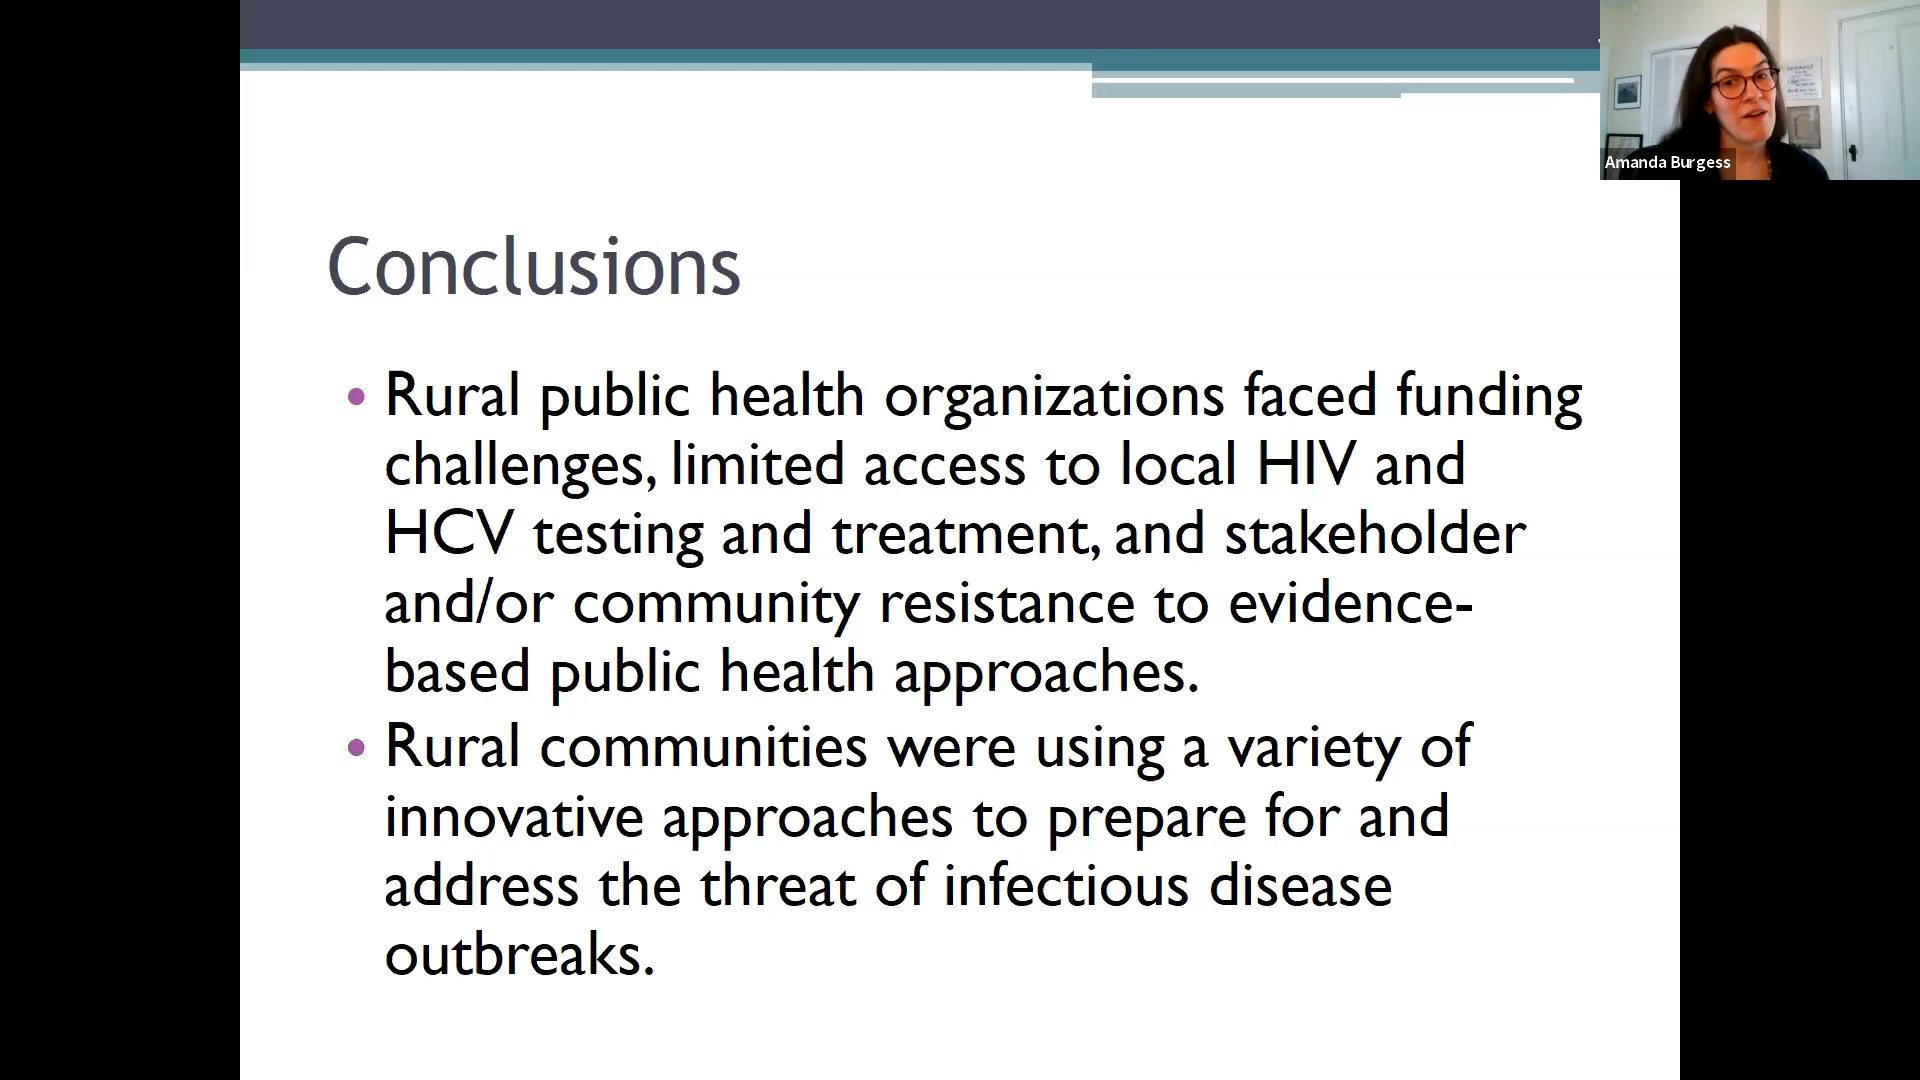 Conclusions
• Rural public health organizations faced funding
challenges, limited access to local HIV and
HCV testing and treatment, and stakeholder
and/or community resistance to evidence-
based public health approaches.
• Rural communities were using a variety of
innovative approaches to prepare for and
address the threat of infectious disease
outbreaks.
Amanda Burgess